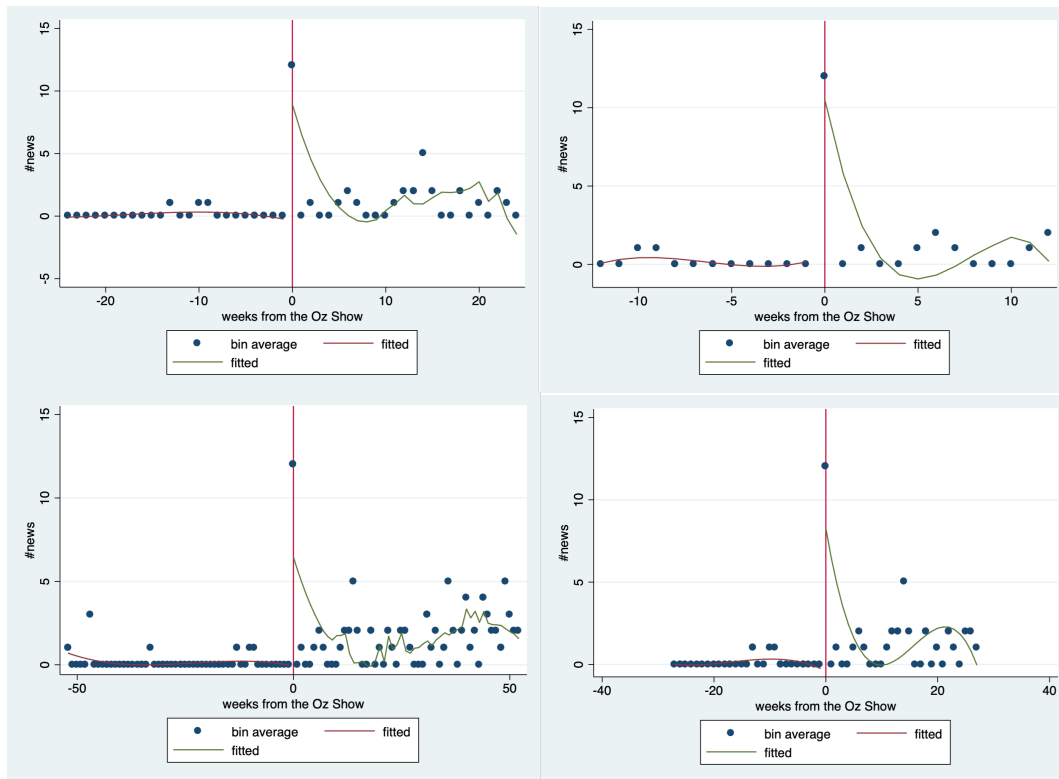 15
10
5
0
-5
#news
-20 -10 0 10 20
weeks from the Oz Show
bin average fitted
fitted
15
10
5
0
#news
-10 -5 0 5 10
weeks from the Oz Show
bin average fitted
fitted
15
10
5
0
#news
-50 0 50
weeks from the Oz Show
bin average fitted
fitted
15
10
5
0
#news
-40 -20 0 20 40
weeks from the Oz Show
bin average fitted
fitted